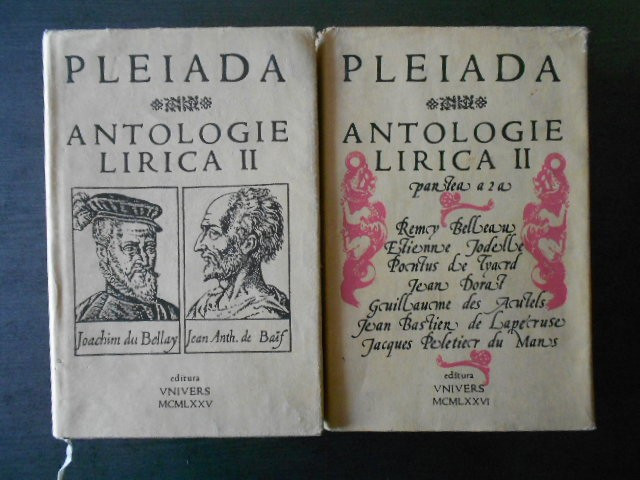 PLEIADA
ANTOLOGIE
LIRICA II
Joachim du Bellay
Jean Anth. de Baïf
editura
VNIVERS
MCMLXXV
PLEIADA
ANTOLOGIE
LIRICA II
partea a 2 a
Remy Belleau
Etienne Jodelle
Pontus de Tyard
Jean Dorat
Guillaume des Autels
Jean Bastien de Lapéruse
Jacques Peletier du Mans
editura
VNIVERS
MCMLXXVI